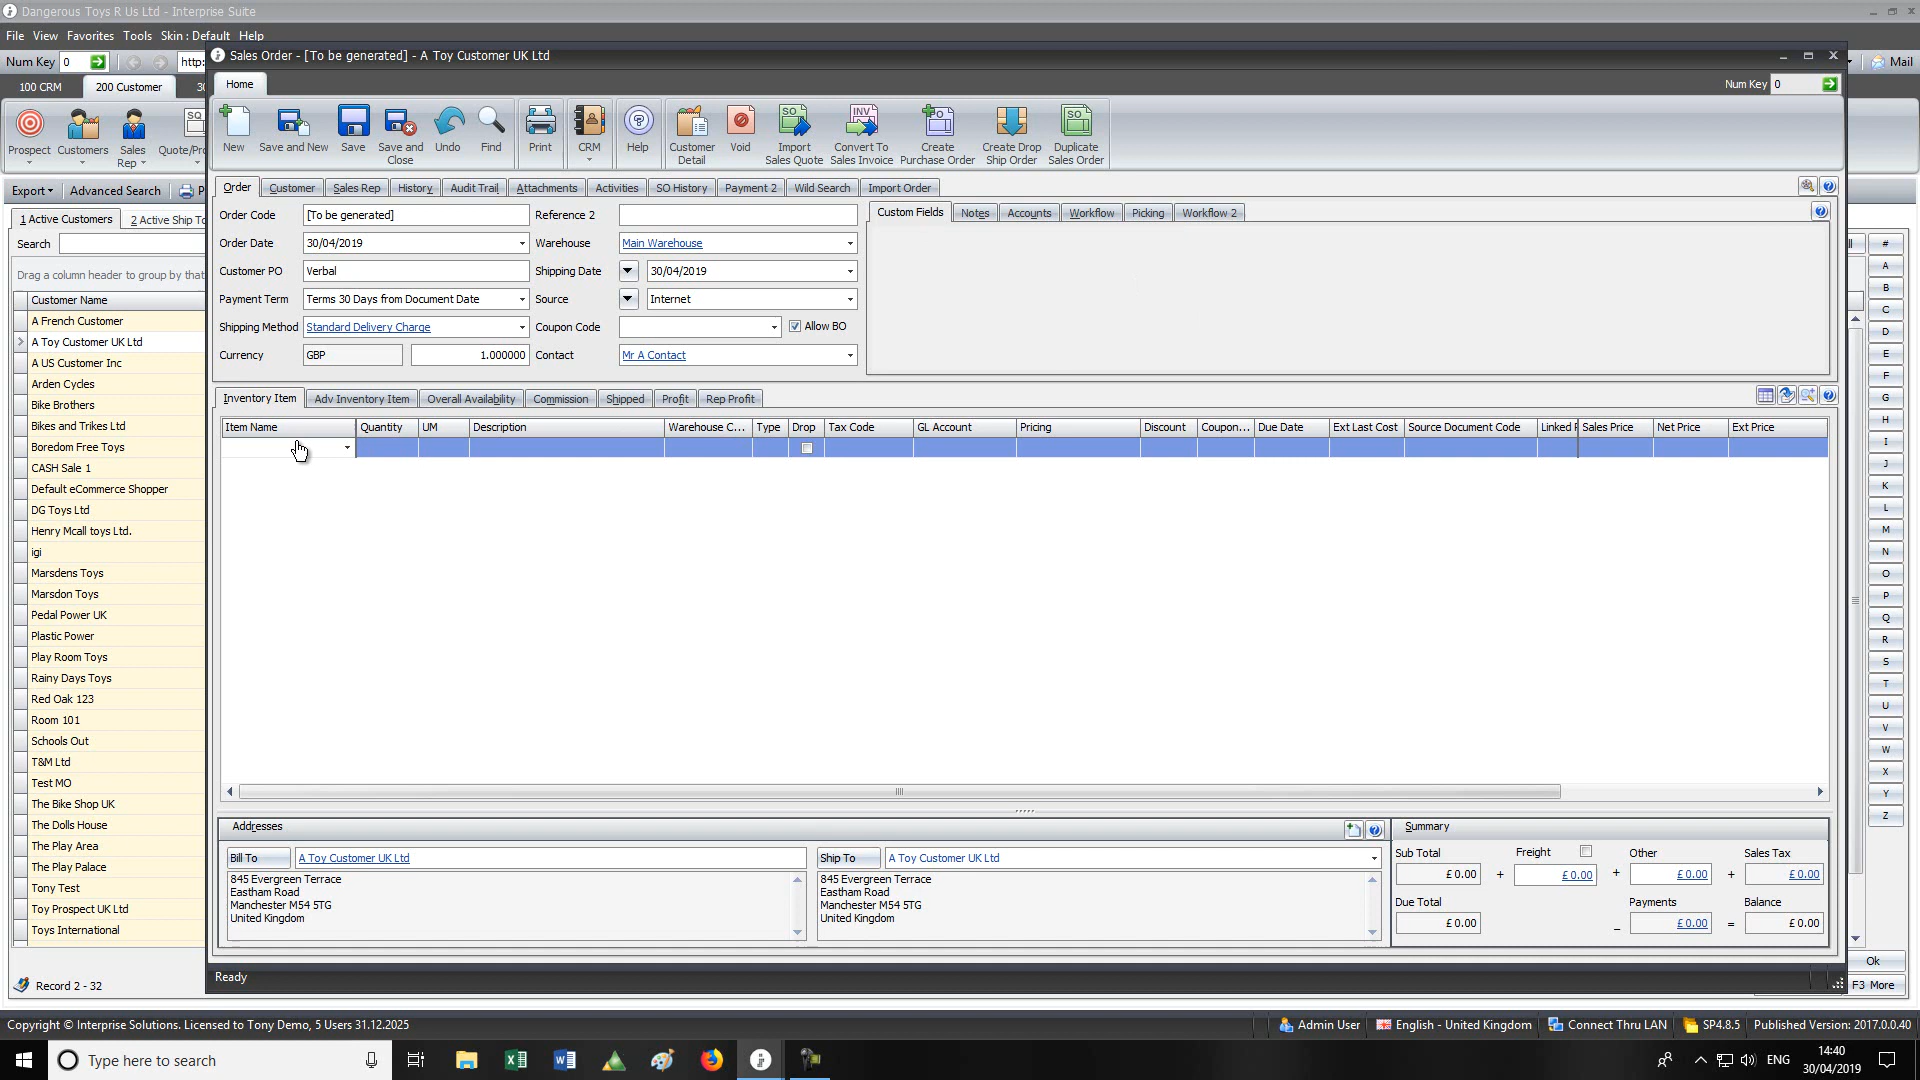 Dangerous Toys R Us Ltd - Interprise Suite
File View Favorites Tools Skin : Default Help
Num Key 0 http: Mail
100 CRM 200 Customer
Prospect Customers Sales Rep
Export Advanced Search
1 Active Customers 2 Active Ship To
Search
Drag a column header to group by that
Customer Name
A French Customer
A Toy Customer UK Ltd
A US Customer Inc
Arden Cycles
Bike Brothers
Bikes and Trikes Ltd
Boredom Free Toys
CASH Sale 1
Default eCommerce Shopper
DG Toys Ltd
Henry Mcall toys Ltd.
igi
Marsdens Toys
Marsdon Toys
Pedal Power UK
Plastic Power
Play Room Toys
Rainy Days Toys
Red Oak 123
Room 101
Schools Out
T&M Ltd
Test MO
The Bike Shop UK
The Dolls House
The Play Area
The Play Palace
Tony Test
Toy Prospect UK Ltd
Toys International
Record 2 - 32
Sales Order - [To be generated] - A Toy Customer UK Ltd
Home
Num Key 0
New Save and New Save Save and Close Undo Find Print CRM Help Customer Detail Void Import Sales Quote Convert To Sales Invoice Create Purchase Order Create Drop Ship Order Duplicate Sales Order
Order Customer Sales Rep History Audit Trail Attachments Activities SO History Payment 2 Wild Search Import Order
Order Code [To be generated] Reference 2
Order Date 30/04/2019 Warehouse Main Warehouse
Customer PO Verbal Shipping Date 30/04/2019
Payment Term Terms 30 Days from Document Date Source Internet
Shipping Method Standard Delivery Charge Coupon Code Allow BO
Currency GBP 1.000000 Contact Mr A Contact
Custom Fields Notes Accounts Workflow Picking Workflow 2
Inventory Item Adv Inventory Item Overall Availability Commission Shipped Profit Rep Profit
Item Name Quantity UM Description Warehouse C... Type Drop Tax Code GL Account Pricing Discount Coupon... Due Date Ext Last Cost Source Document Code Linked Sales Price Net Price Ext Price
Addresses
Bill To A Toy Customer UK Ltd
845 Evergreen Terrace
Eastham Road
Manchester M54 5TG
United Kingdom
Ship To A Toy Customer UK Ltd
845 Evergreen Terrace
Eastham Road
Manchester M54 5TG
United Kingdom
Summary
Sub Total Freight Other Sales Tax
£ 0.00 + £ 0.00 + £ 0.00 + £ 0.00
Due Total Payments Balance
£ 0.00 - £ 0.00 = £ 0.00
Ready
#
A
B
C
D
E
F
G
H
I
J
K
L
M
N
O
P
Q
R
S
T
U
V
W
X
Y
Z
Ok
F3 More
Copyright © Interprise Solutions. Licensed to Tony Demo, 5 Users 31.12.2025 Admin User English - United Kingdom Connect Thru LAN SP4.8.5 Published Version: 2017.0.0.40
Type here to search
ENG
14:40
30/04/2019